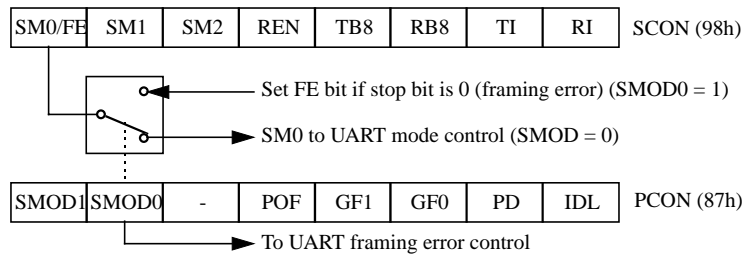 SM0/FE SM1 SM2 REN TB8 RB8 TI RI SCON (98h)
Set FE bit if stop bit is 0 (framing error) (SMOD0 = 1)
SM0 to UART mode control (SMOD = 0)
SMOD1 SMOD0 - POF GF1 GF0 PD IDL PCON (87h)
To UART framing error control